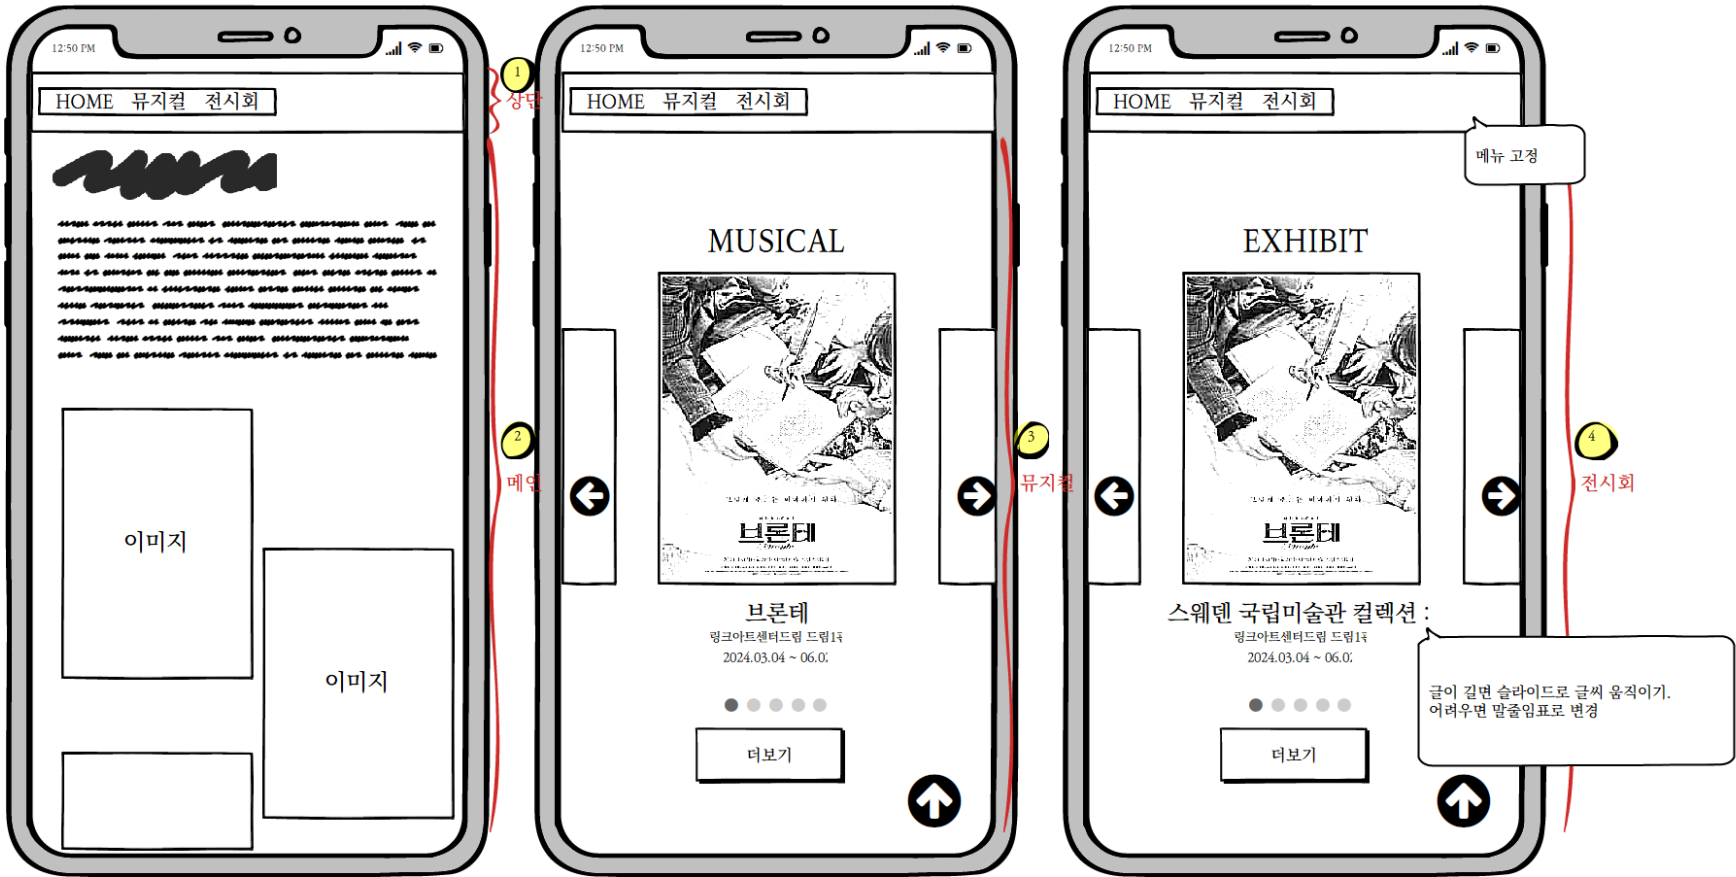 12:50 PM
HOME 뮤지컬 전시회
1
상단
2
메인
이미지
이미지
12:50 PM
HOME 뮤지컬 전시회
MUSICAL
브론테
브론테
링크아트센터드림 드림1
2024.03.04 ~ 06.0
더보기
3
뮤지컬
12:50 PM
HOME 뮤지컬 전시회
메뉴 고정
EXHIBIT
브론테
스웨덴 국립미술관 컬렉션 :
링크아트센터드림 드림1
2024.03.04 ~ 06.0
더보기
4
전시회
글이 길면 슬라이드로 글씨 움직이기.
어려우면 말줄임표로 변경